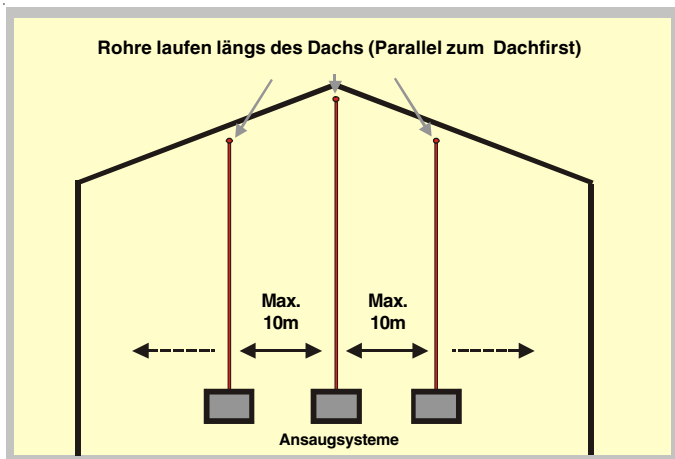 Rohre laufen längs des Dachs (Parallel zum Dachfirst)
Max. Max.
10m 10m
Ansaugsysteme